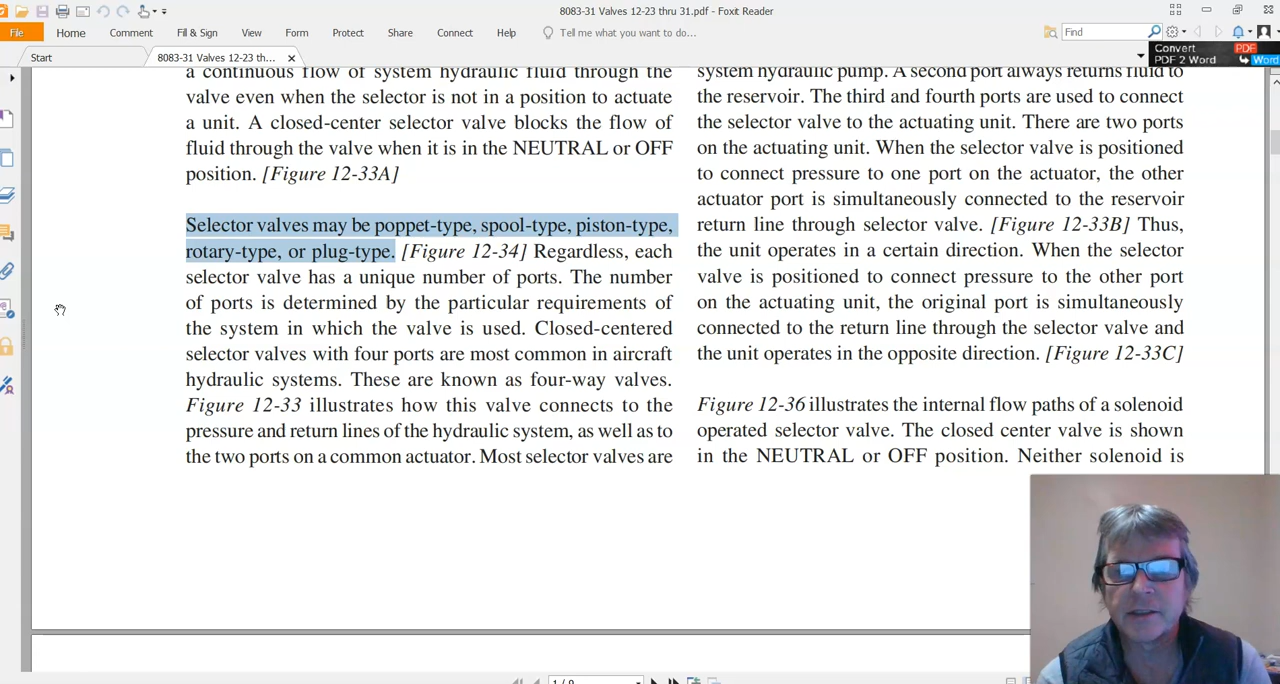 8083-31 Valves 12-23 thru 31.pdf - Foxit Reader
File Home Comment Fill & Sign View Form Protect Share Connect Help Tell me what you want to do... Find
Start 8083-31 Valves 12-23 th...
Convert PDF
PDF 2 Word Word
a continuous flow of system hydraulic fluid through the
valve even when the selector is not in a position to actuate
a unit. A closed-center selector valve blocks the flow of
fluid through the valve when it is in the NEUTRAL or OFF
position. [Figure 12-33A]
Selector valves may be poppet-type, spool-type, piston-type,
rotary-type, or plug-type. [Figure 12-34] Regardless, each
selector valve has a unique number of ports. The number
of ports is determined by the particular requirements of
the system in which the valve is used. Closed-centered
selector valves with four ports are most common in aircraft
hydraulic systems. These are known as four-way valves.
Figure 12-33 illustrates how this valve connects to the
pressure and return lines of the hydraulic system, as well as to
the two ports on a common actuator. Most selector valves are
system hydraulic pump. A second port always returns fluid to
the reservoir. The third and fourth ports are used to connect
the selector valve to the actuating unit. There are two ports
on the actuating unit. When the selector valve is positioned
to connect pressure to one port on the actuator, the other
actuator port is simultaneously connected to the reservoir
return line through selector valve. [Figure 12-33B] Thus,
the unit operates in a certain direction. When the selector
valve is positioned to connect pressure to the other port
on the actuating unit, the original port is simultaneously
connected to the return line through the selector valve and
the unit operates in the opposite direction. [Figure 12-33C]
Figure 12-36 illustrates the internal flow paths of a solenoid
operated selector valve. The closed center valve is shown
in the NEUTRAL or OFF position. Neither solenoid is
1 / 9